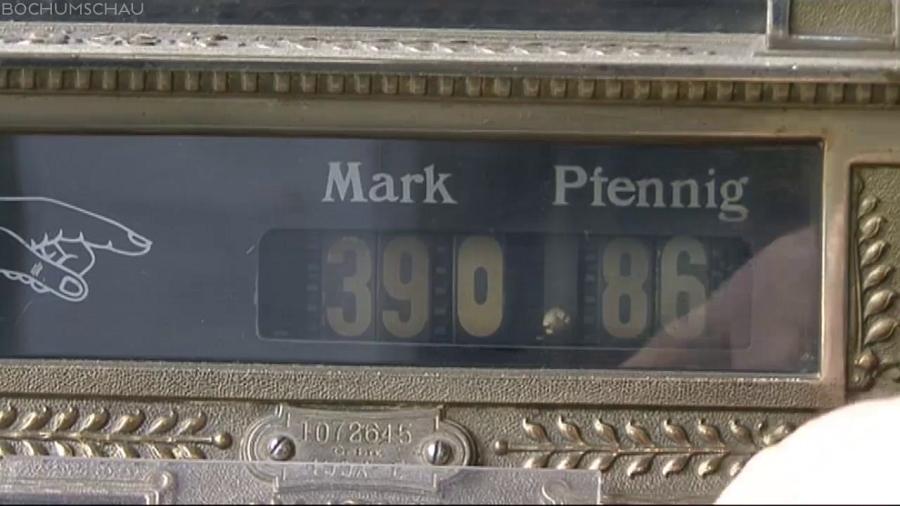 BOCHUMSCHAU
Mark Pfennig
390.86
1072645